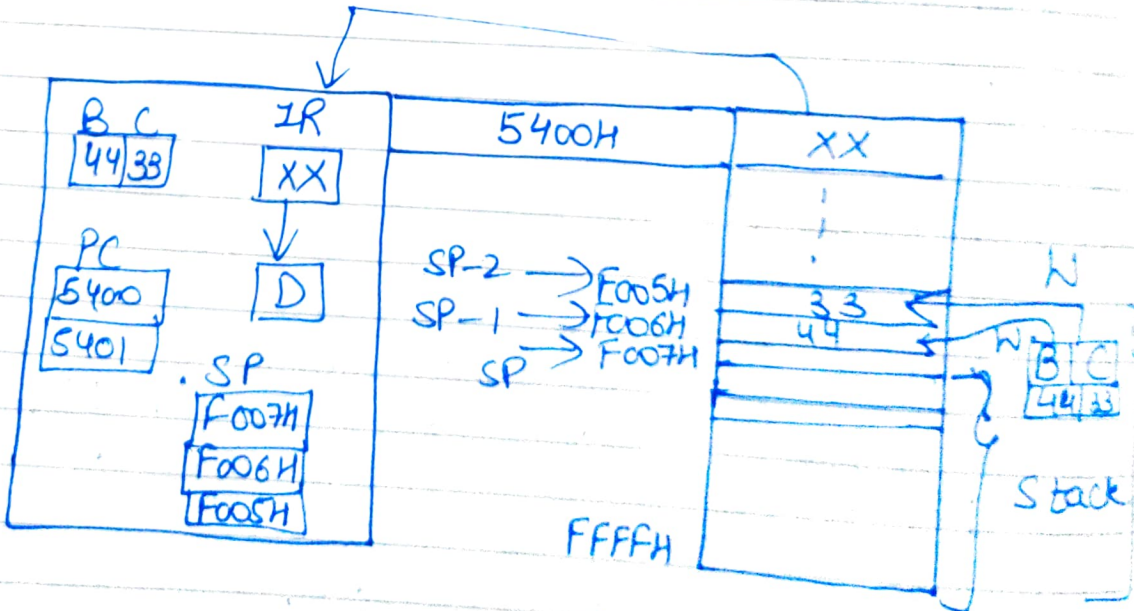 B C
44 33
IR
XX
D
PC
5400
5401
SP
F007H
F006H
F005H
5400H
XX
SP-2
F005H
SP-1
F006H
SP
F007H
33
44
W
W
B C
44 33
Stack
FFFFH